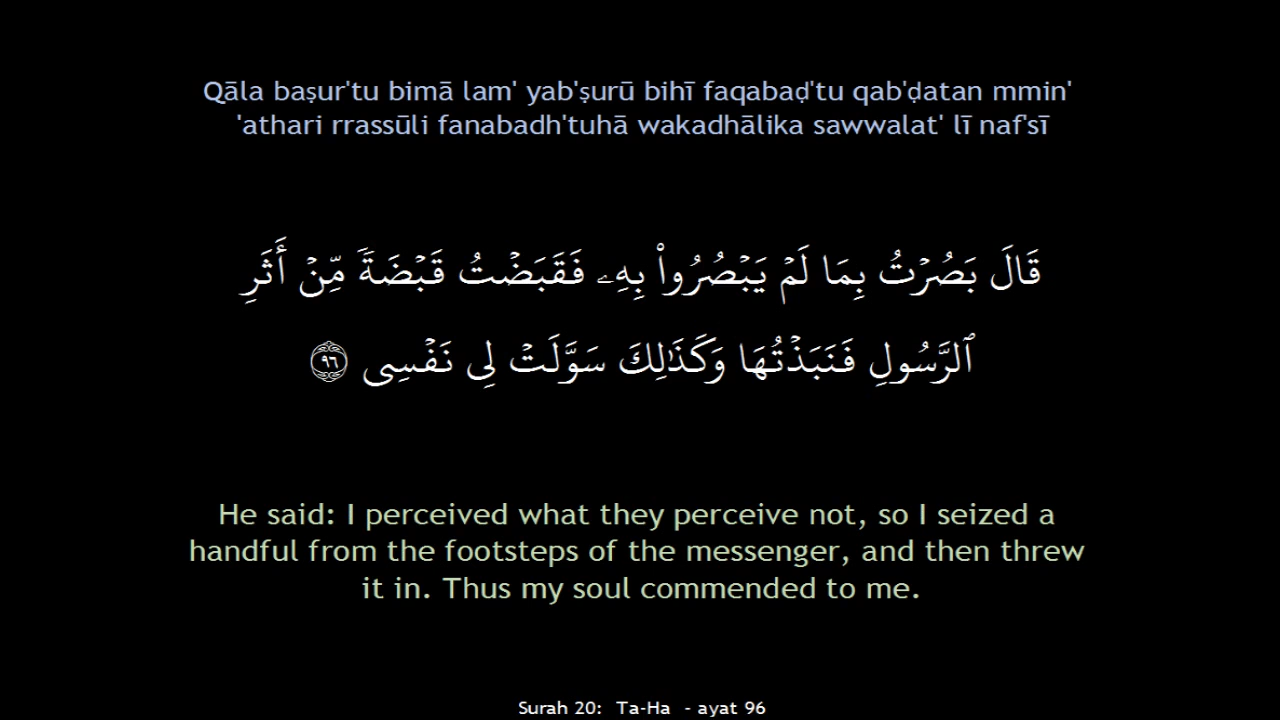 Qāla baṣur'tu bimā lam' yab'ṣurū bihī faqabaḍ'tu qab'ḍatan mmin'
'athari rrassūli fanabadh'tuhā wakadhālika sawwalat' lī naf'sī
قَالَ بَصُرۡتُ بِمَا لَمۡ يَبۡصُرُواْ بِهِۦ فَقَبَضۡتُ قَبۡضَةٗ مِّنۡ أَثَرِ
ٱلرَّسُولِ فَنَبَذۡتُهَا وَكَذَٰلِكَ سَوَّلَتۡ لِي نَفۡسِي ٩٦
He said: I perceived what they perceive not, so I seized a
handful from the footsteps of the messenger, and then threw
it in. Thus my soul commended to me.
Surah 20: Ta-Ha - ayat 96